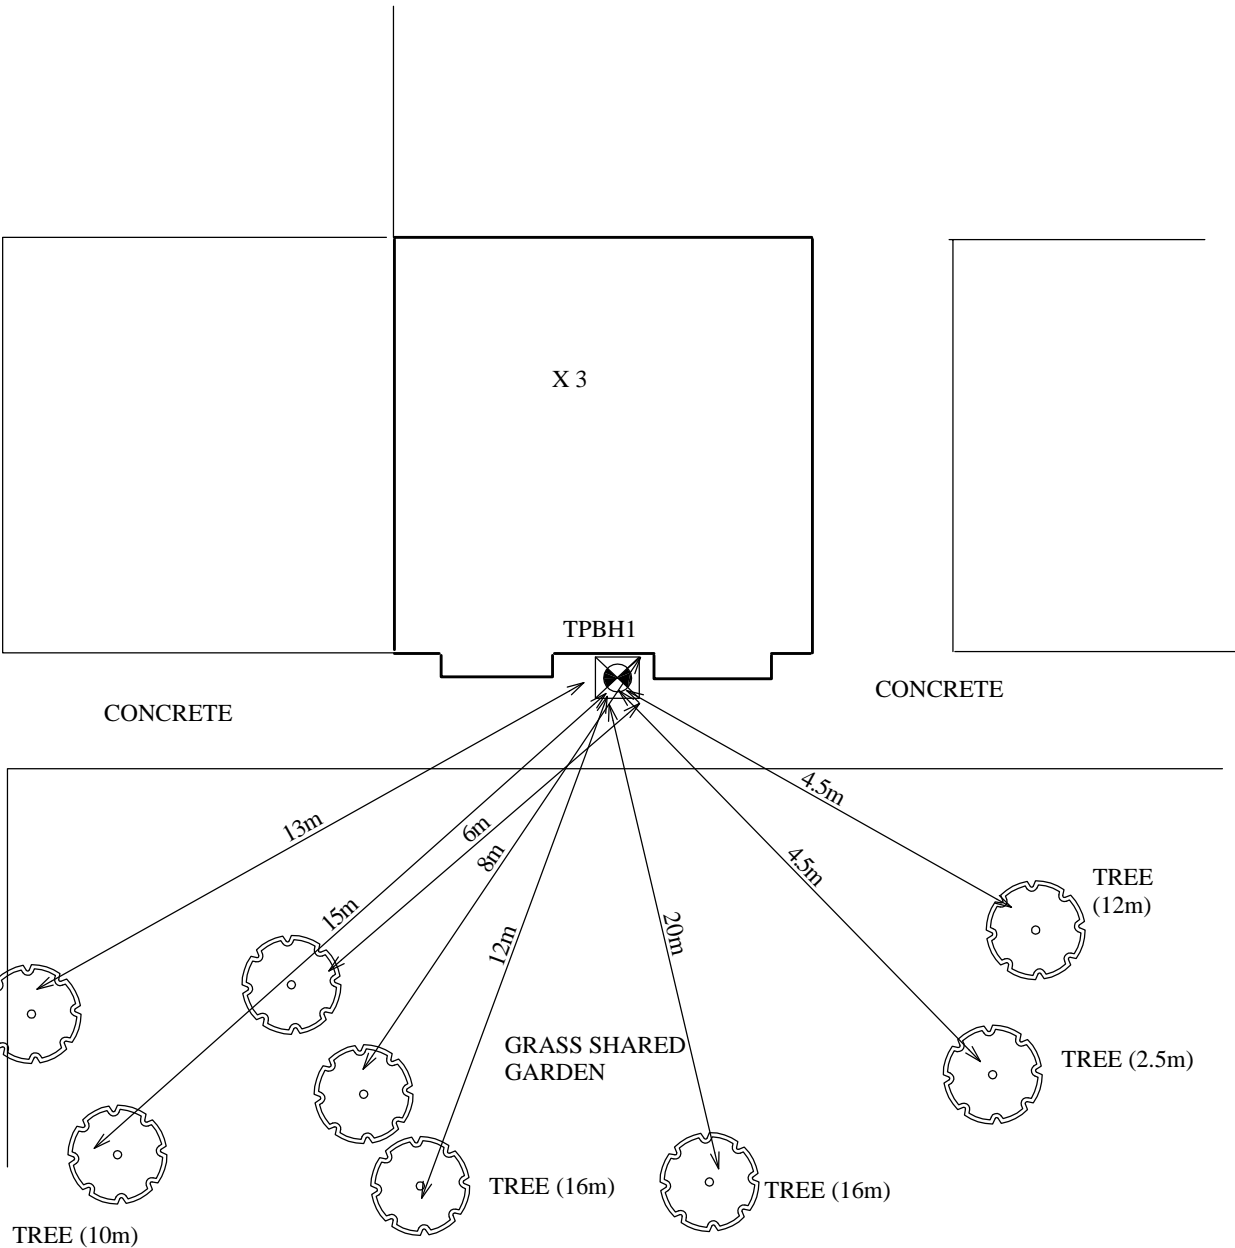 X 3
TPBH1
CONCRETE
CONCRETE
13m
6m
8m
15m
12m
20m
4.5m
4.5m
TREE
(12m)
GRASS SHARED
GARDEN
TREE (2.5m)
TREE (16m)
TREE (16m)
TREE (10m)